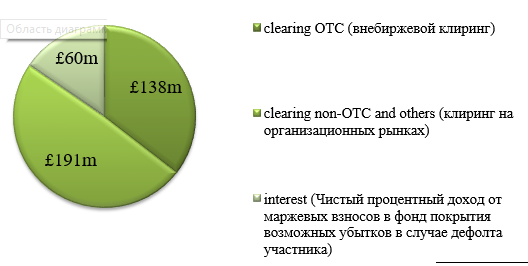 Область диаграммы
£60m
£138m
£191m
clearing OTC (внебиржевой клиринг)
clearing non-OTC and others (клиринг на
организационных рынках)
interest (Чистый процентный доход от
маржевых взносов в фонд покрытия
возможных убытков в случае дефолта
участника)